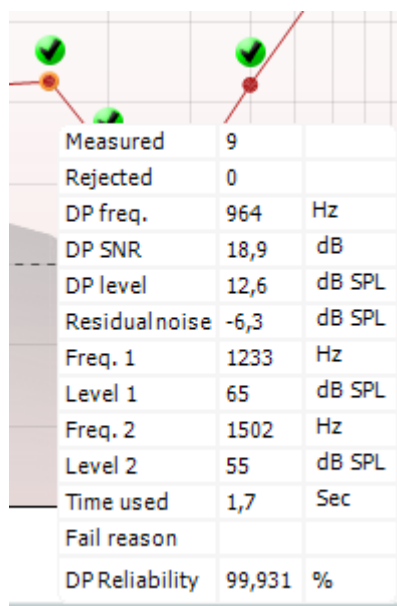 Measured 9
Rejected 0
DP freq. 964 Hz
DP SNR 18,9 dB
DP level 12,6 dB SPL
Residual noise -6,3 dB SPL
Freq. 1 1233 Hz
Level 1 65 dB SPL
Freq. 2 1502 Hz
Level 2 55 dB SPL
Time used 1,7 Sec
Fail reason
DP Reliability 99,931 %